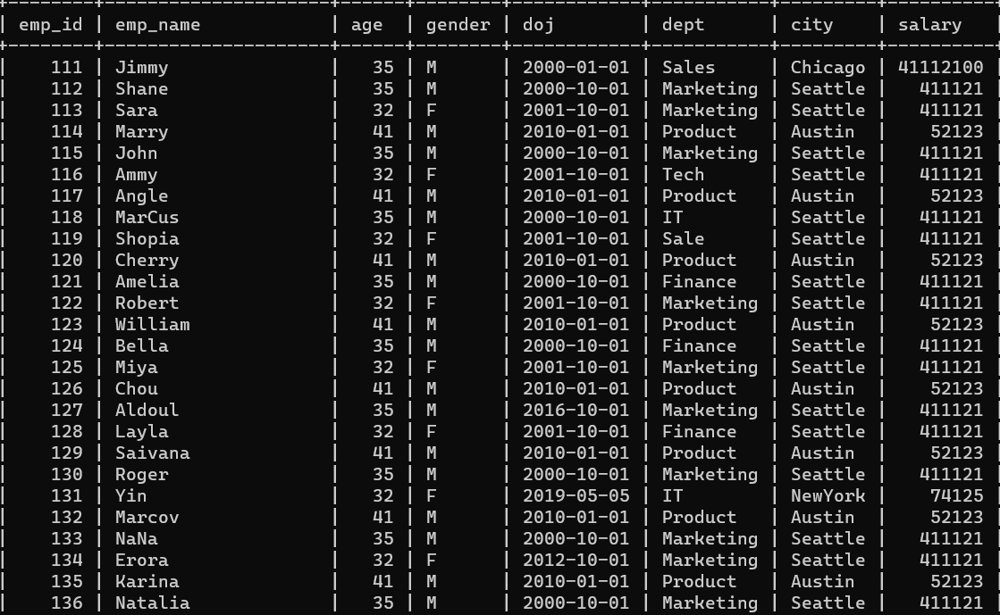 | emp_id | emp_name | age | gender | doj | dept | city | salary
| 111 | Jimmy | 35 | M | 2000-01-01 | Sales | Chicago | 41112100
| 112 | Shane | 35 | M | 2000-10-01 | Marketing | Seattle | 411121
| 113 | Sara | 32 | F | 2001-10-01 | Marketing | Seattle | 411121
| 114 | Marry | 41 | M | 2010-01-01 | Product | Austin | 52123
| 115 | John | 35 | M | 2000-10-01 | Marketing | Seattle | 411121
| 116 | Ammy | 32 | F | 2001-10-01 | Tech | Seattle | 411121
| 117 | Angle | 41 | M | 2010-01-01 | Product | Austin | 52123
| 118 | MarCus | 35 | M | 2000-10-01 | IT | Seattle | 411121
| 119 | Shopia | 32 | F | 2001-10-01 | Sale | Seattle | 411121
| 120 | Cherry | 41 | M | 2010-01-01 | Product | Austin | 52123
| 121 | Amelia | 35 | M | 2000-10-01 | Finance | Seattle | 411121
| 122 | Robert | 32 | F | 2001-10-01 | Marketing | Seattle | 411121
| 123 | William | 41 | M | 2010-01-01 | Product | Austin | 52123
| 124 | Bella | 35 | M | 2000-10-01 | Finance | Seattle | 411121
| 125 | Miya | 32 | F | 2001-10-01 | Marketing | Seattle | 411121
| 126 | Chou | 41 | M | 2010-01-01 | Product | Austin | 52123
| 127 | Aldoul | 35 | M | 2016-10-01 | Marketing | Seattle | 411121
| 128 | Layla | 32 | F | 2001-10-01 | Finance | Seattle | 411121
| 129 | Saivana | 41 | M | 2010-01-01 | Product | Austin | 52123
| 130 | Roger | 35 | M | 2000-10-01 | Marketing | Seattle | 411121
| 131 | Yin | 32 | F | 2019-05-05 | IT | NewYork | 74125
| 132 | Marcov | 41 | M | 2010-01-01 | Product | Austin | 52123
| 133 | NaNa | 35 | M | 2000-10-01 | Marketing | Seattle | 411121
| 134 | Erora | 32 | F | 2012-10-01 | Marketing | Seattle | 411121
| 135 | Karina | 41 | M | 2010-01-01 | Product | Austin | 52123
| 136 | Natalia | 35 | M | 2000-10-01 | Marketing | Seattle | 411121